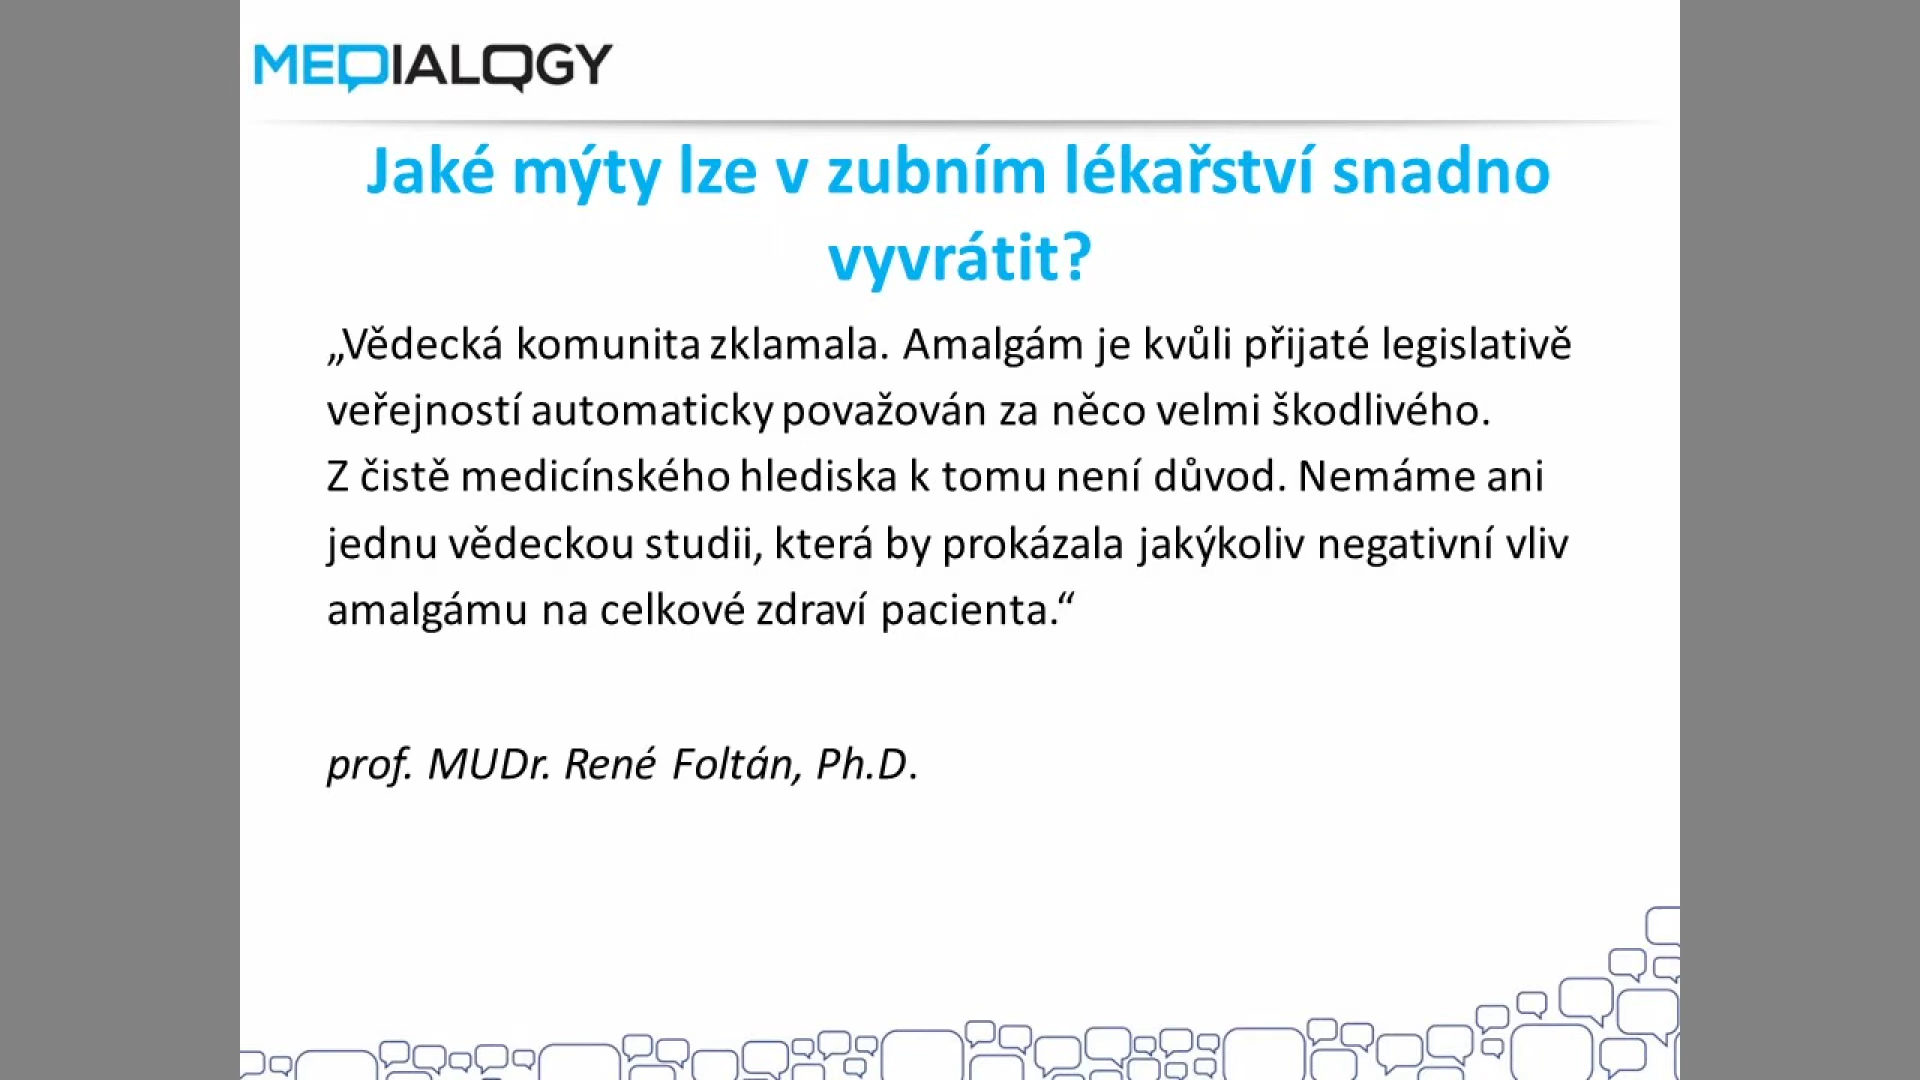 MEDIALOGY
Jaké mýty lze v zubním lékařství snadno
vyvrátit?
„Vědecká komunita zklamala. Amalgám je kvůli přijaté legislativě
veřejností automaticky považován za něco velmi škodlivého.
Z čistě medicínského hlediska k tomu není důvod. Nemáme ani
jednu vědeckou studii, která by prokázala jakýkoliv negativní vliv
amalgámu na celkové zdraví pacienta.“
prof. MUDr. René Foltán, Ph.D.